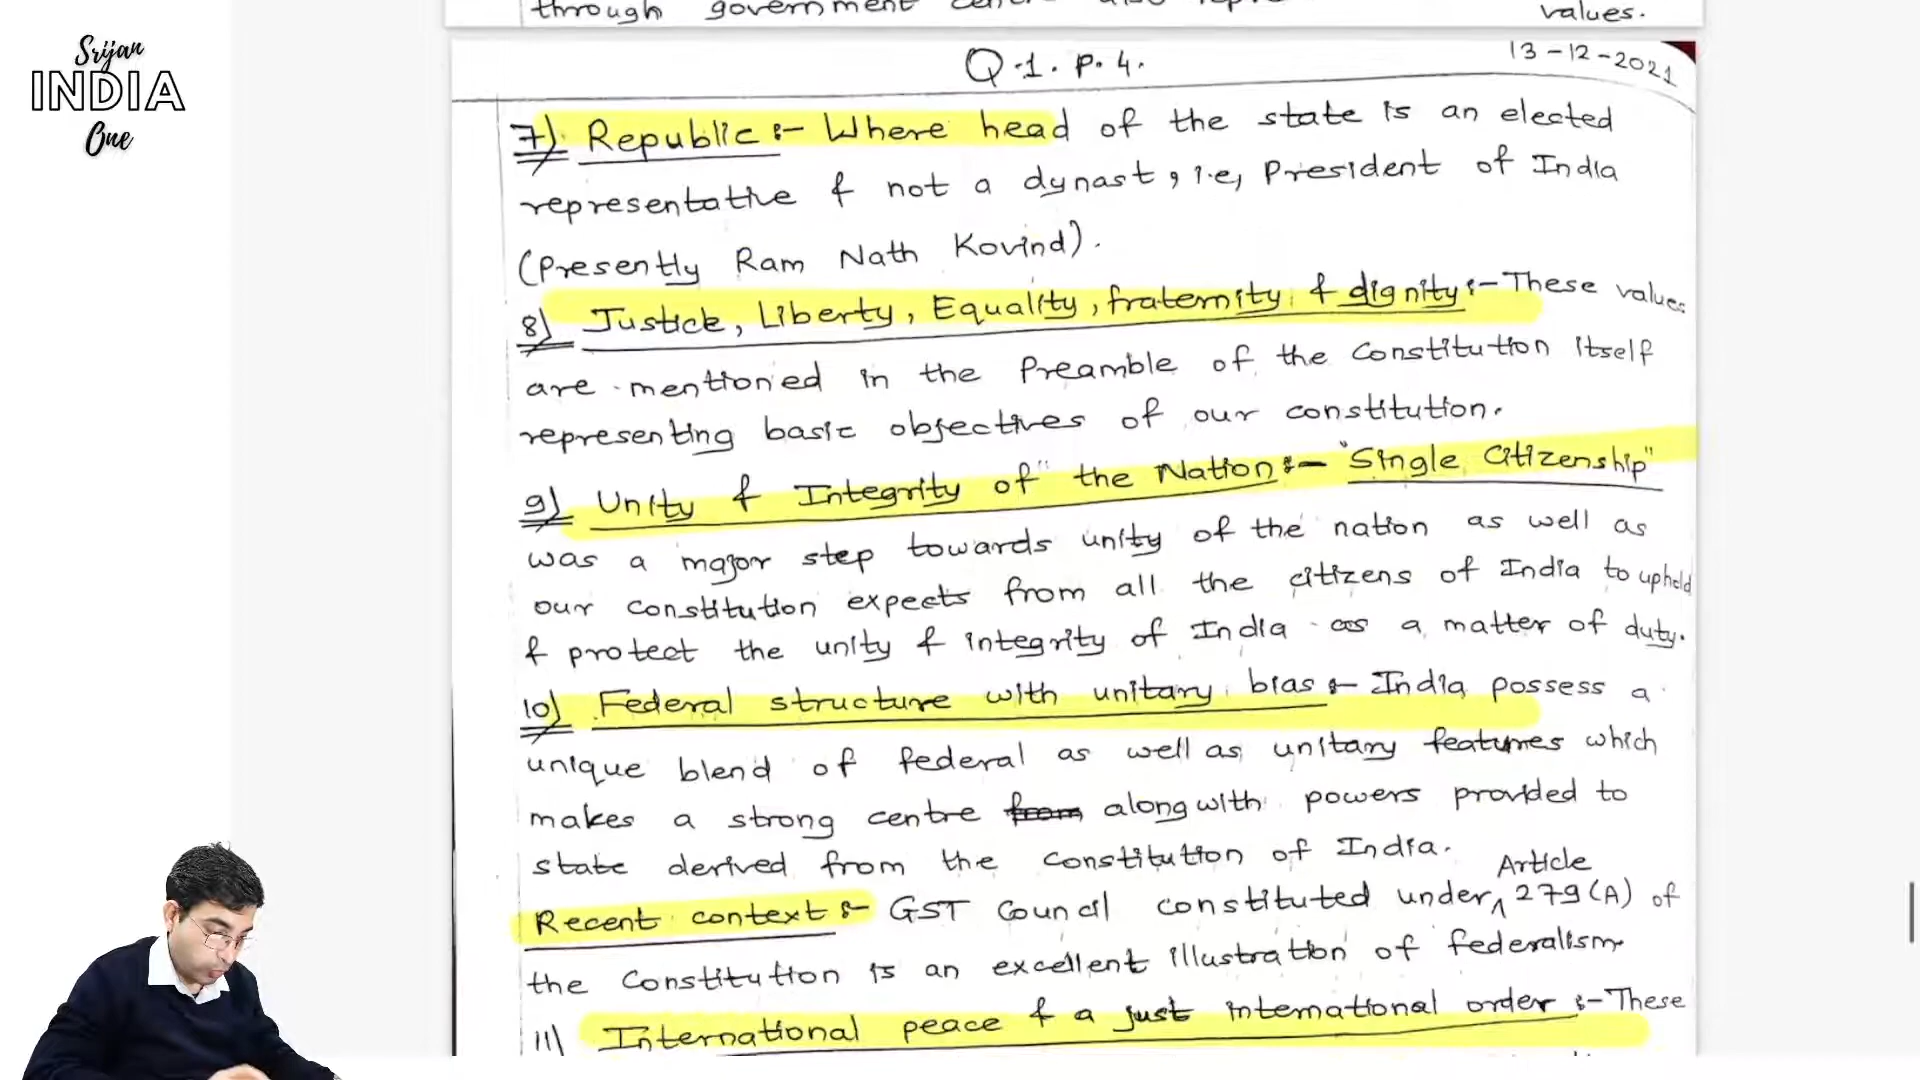 Srijan
INDIA
One
through government
values.
Q.1. P. 4.
13-12-2021
7) Republic :- Where head of the state is an elected
representative & not a dynast, i.e, President of India
(Presently Ram Nath Kovind).
8) Justice, Liberty, Equality, fraternity & dignity :- These values
are mentioned in the Preamble of the Constitution itself
representing basic objectives of our constitution.
9) Unity & Integrity of the Nation :- "Single Citizenship"
was a major step towards unity of the nation as well as
our constitution expects from all the citizens of India to uphold
& protect the unity & integrity of India as a matter of duty.
10) Federal structure with unitary bias :- India possess a
unique blend of federal as well as unitary features which
makes a strong centre from along with powers provided to
state derived from the constitution of India.
Recent context :- GST Council constituted under Article 279(A) of
the Constitution is an excellent illustration of federalism
11) International peace & a just international order :- These